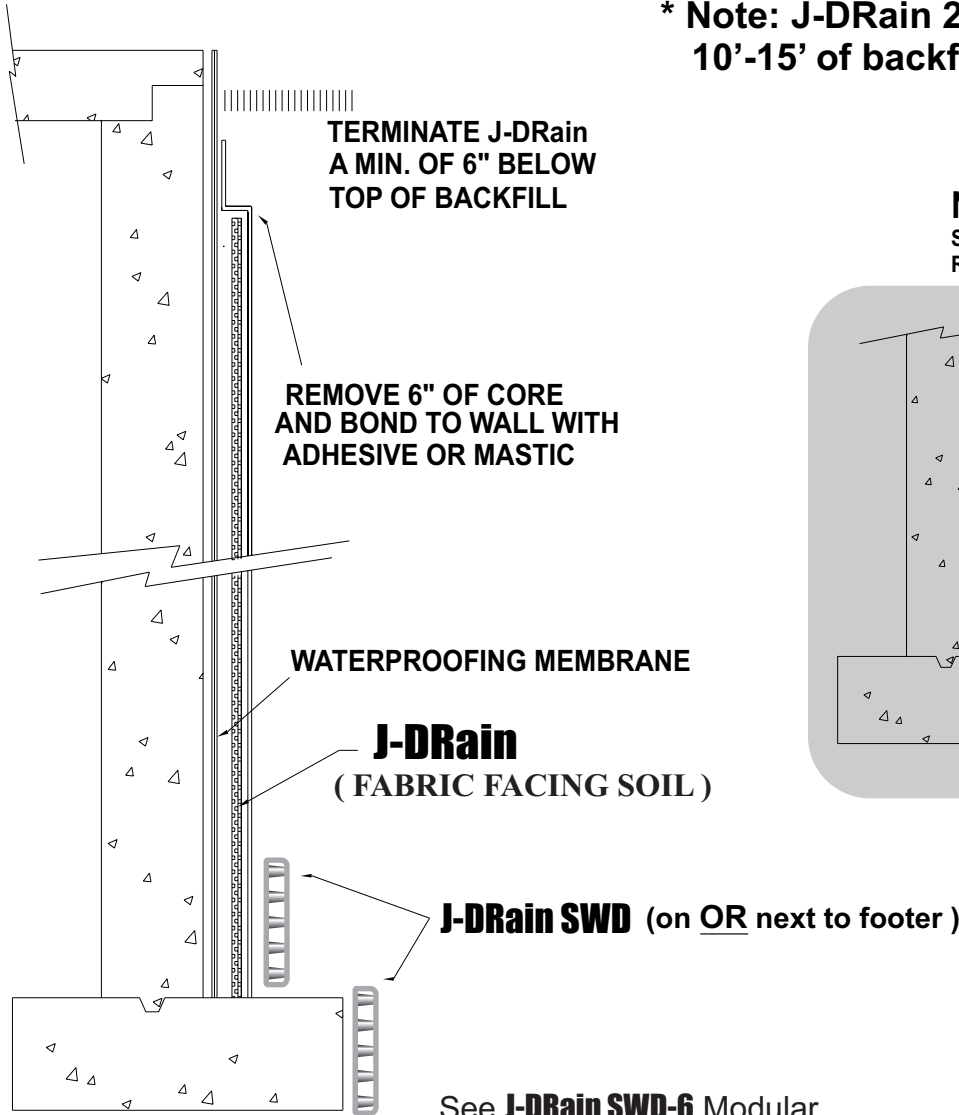 * Note: J-DRain 2
10’-15’ of backf
TERMINATE J-DRain
A MIN. OF 6" BELOW
TOP OF BACKFILL
REMOVE 6" OF CORE
AND BOND TO WALL WITH
ADHESIVE OR MASTIC
WATERPROOFING MEMBRANE
J-DRain
( FABRIC FACING SOIL )
J-DRain SWD (on OR next to footer )
See J-DRain SWD-6 Modular